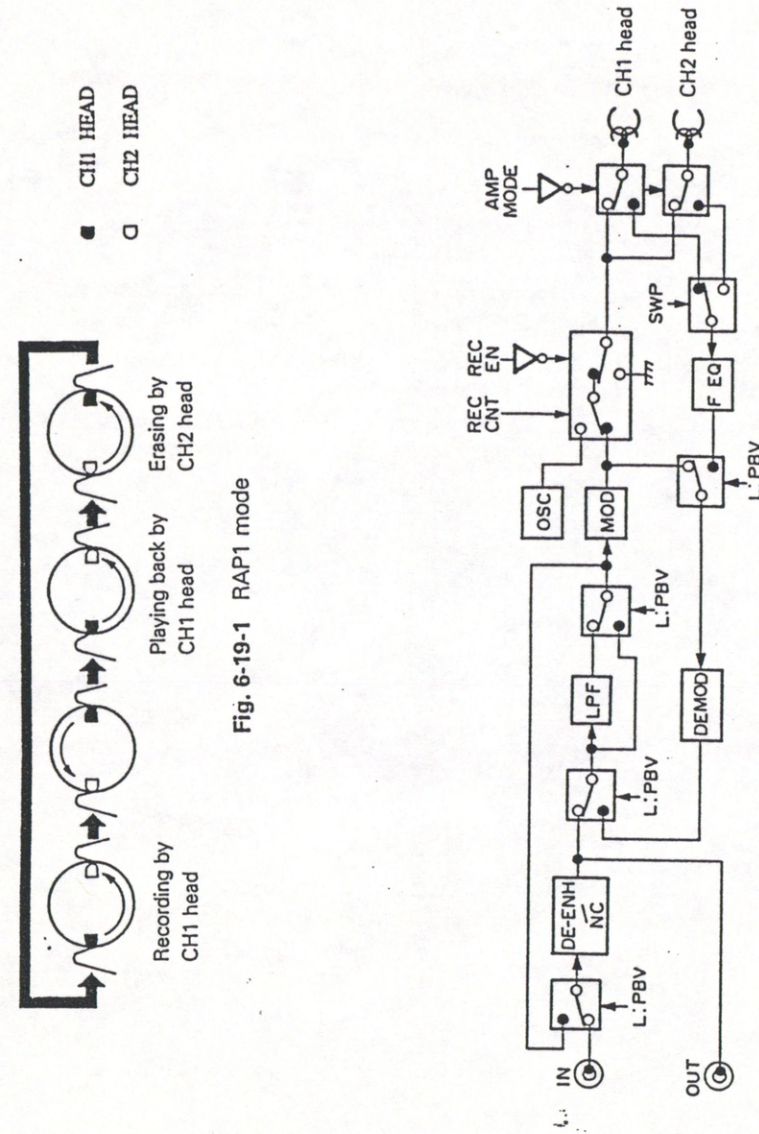 CH1 HEAD
CH2 HEAD
Recording by
CH1 head
Playing back by
CH1 head
Erasing by
CH2 head
Fig. 6-19-1 RAP1 mode
IN
OUT
L:PBV
DE-ENH
NC
L:PBV
LPF
L:PBV
DEMOD
OSC
MOD
REC
CNT
REC
EN
L:PBV
F EQ
SWP
AMP
MODE
CH1 head
CH2 head